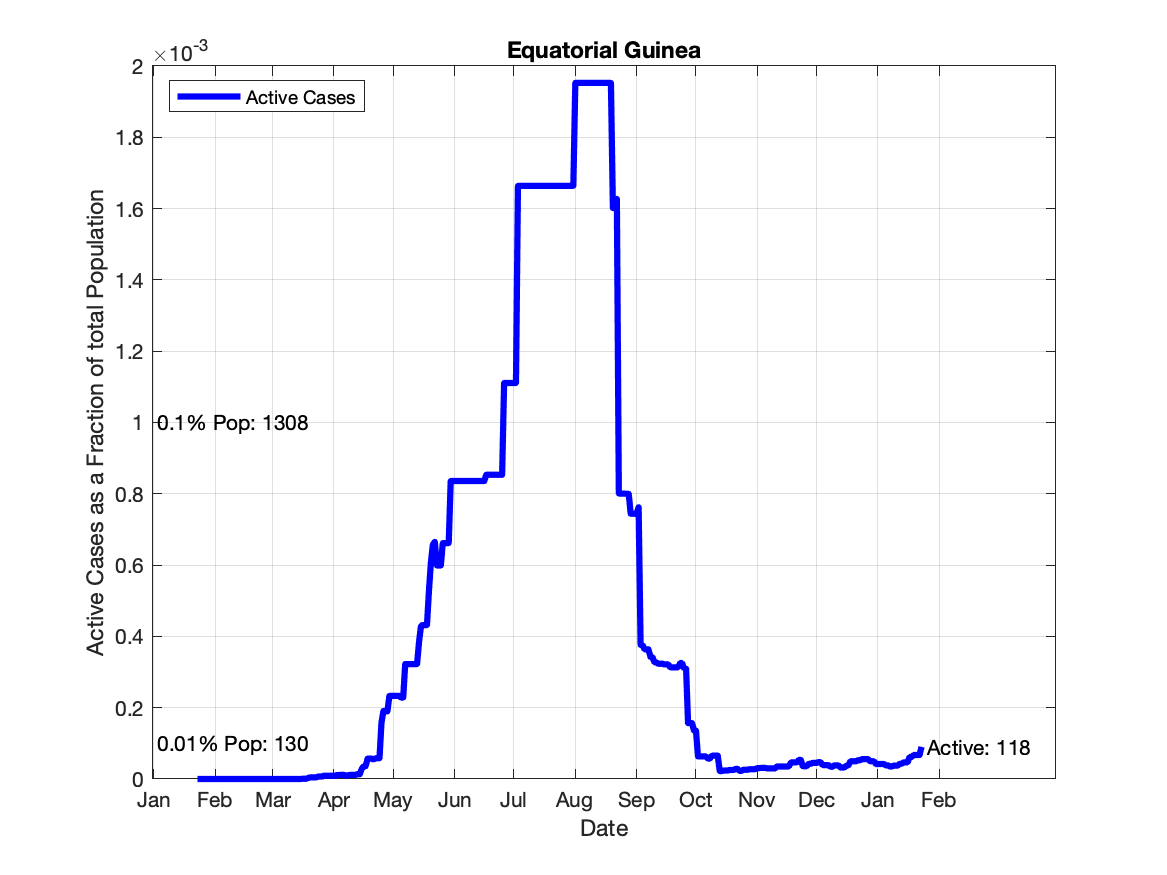 Equatorial Guinea
×10-3
Active Cases
2
1.8
1.6
1.4
1.2
1
0.8
0.6
0.4
0.2
0
0.1% Pop: 1308
0.01% Pop: 130
Active: 118
Jan Feb Mar Apr May Jun Jul Aug Sep Oct Nov Dec Jan Feb
Date
Active Cases as a Fraction of total Population